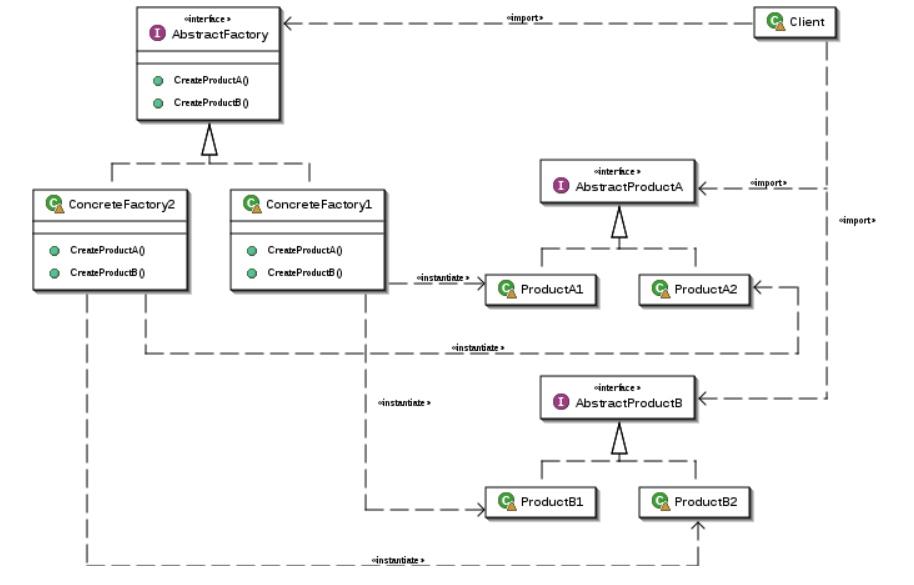 «interface»
AbstractFactory
CreateProductA()
CreateProductB()
«import»
Client
ConcreteFactory2
CreateProductA()
CreateProductB()
ConcreteFactory1
CreateProductA()
CreateProductB()
«interface»
AbstractProductA
«import»
«import»
«instantiate»
ProductA1
ProductA2
«instantiate»
«interface»
AbstractProductB
«instantiate»
ProductB1
ProductB2
«instantiate»